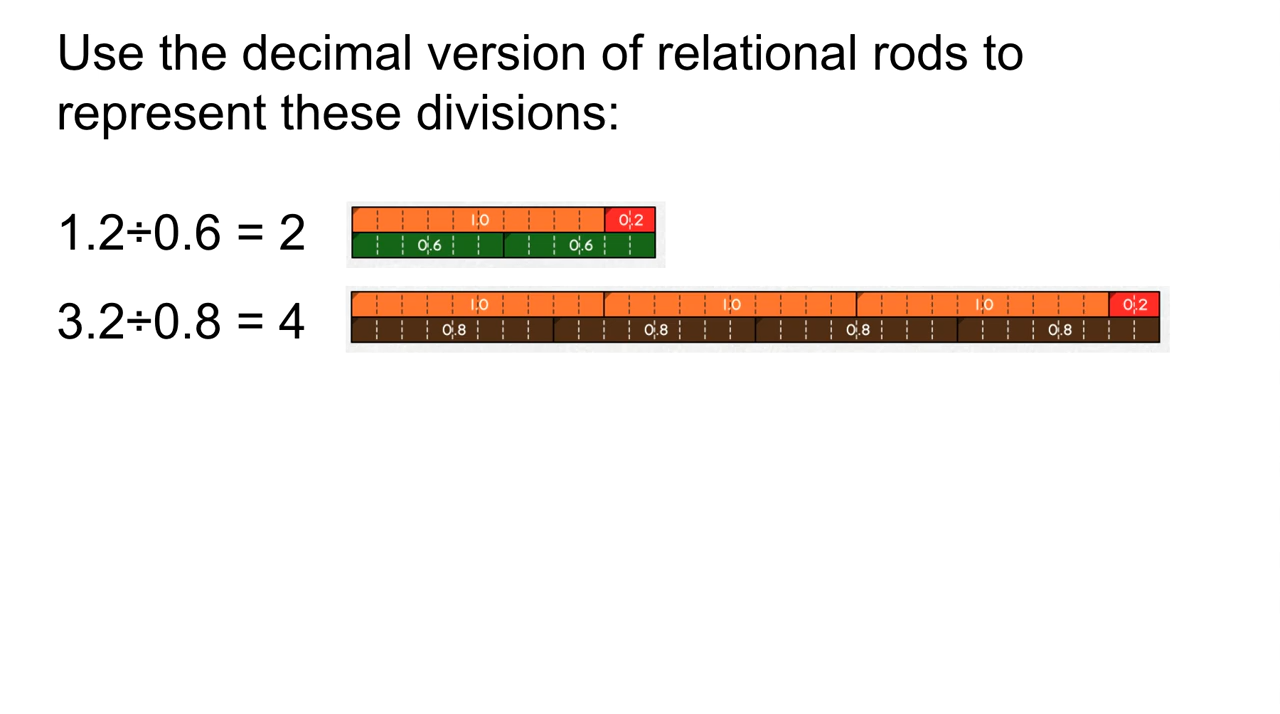 Use the decimal version of relational rods to
represent these divisions:
1.2÷0.6 = 2
1.0 0.2
0.6 0.6
3.2÷0.8 = 4
1.0 1.0 1.0 0.2
0.8 0.8 0.8 0.8